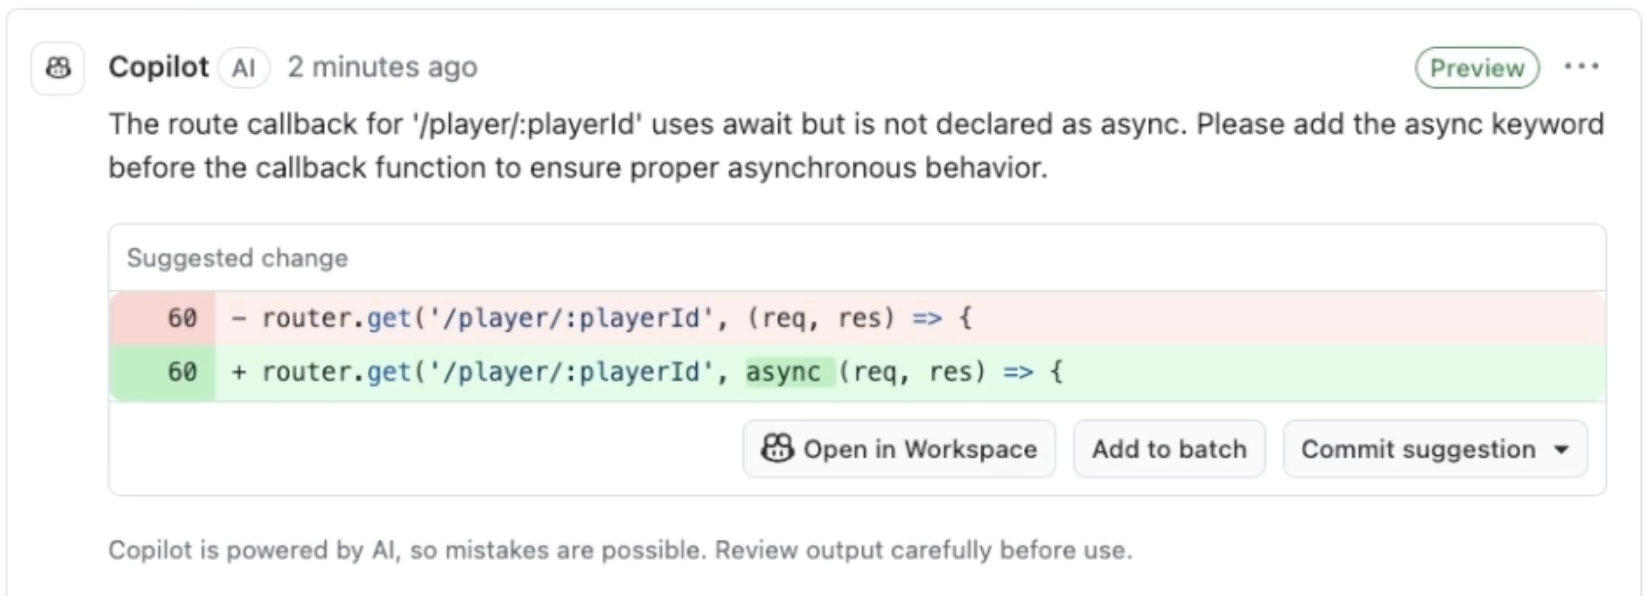 Copilot AI 2 minutes ago Preview ...
The route callback for '/player/:playerId' uses await but is not declared as async. Please add the async keyword
before the callback function to ensure proper asynchronous behavior.
Suggested change
60 - router.get('/player/:playerId', (req, res) => {
60 + router.get('/player/:playerId', async (req, res) => {
Open in Workspace Add to batch Commit suggestion
Copilot is powered by AI, so mistakes are possible. Review output carefully before use.